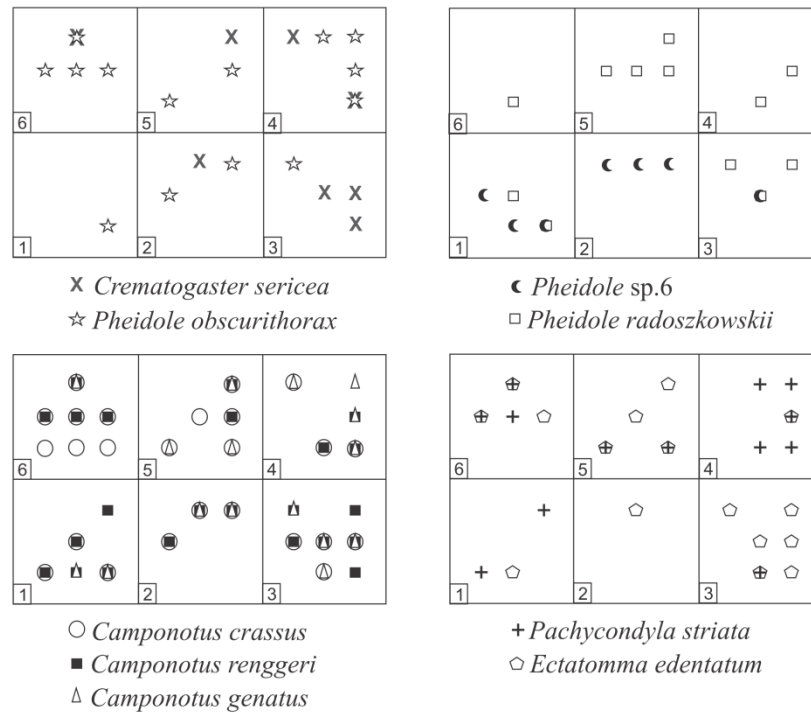 6
5
4
1
2
3
X Crematogaster sericea
Pheidole obscurithorax
6
5
4
1
2
3
Pheidole sp.6
Pheidole radoszkowskii
6
5
4
1
2
3
Camponotus crassus
Camponotus renggeri
Camponotus genatus
6
5
4
1
2
3
Pachycondyla striata
Ectatomma edentatum